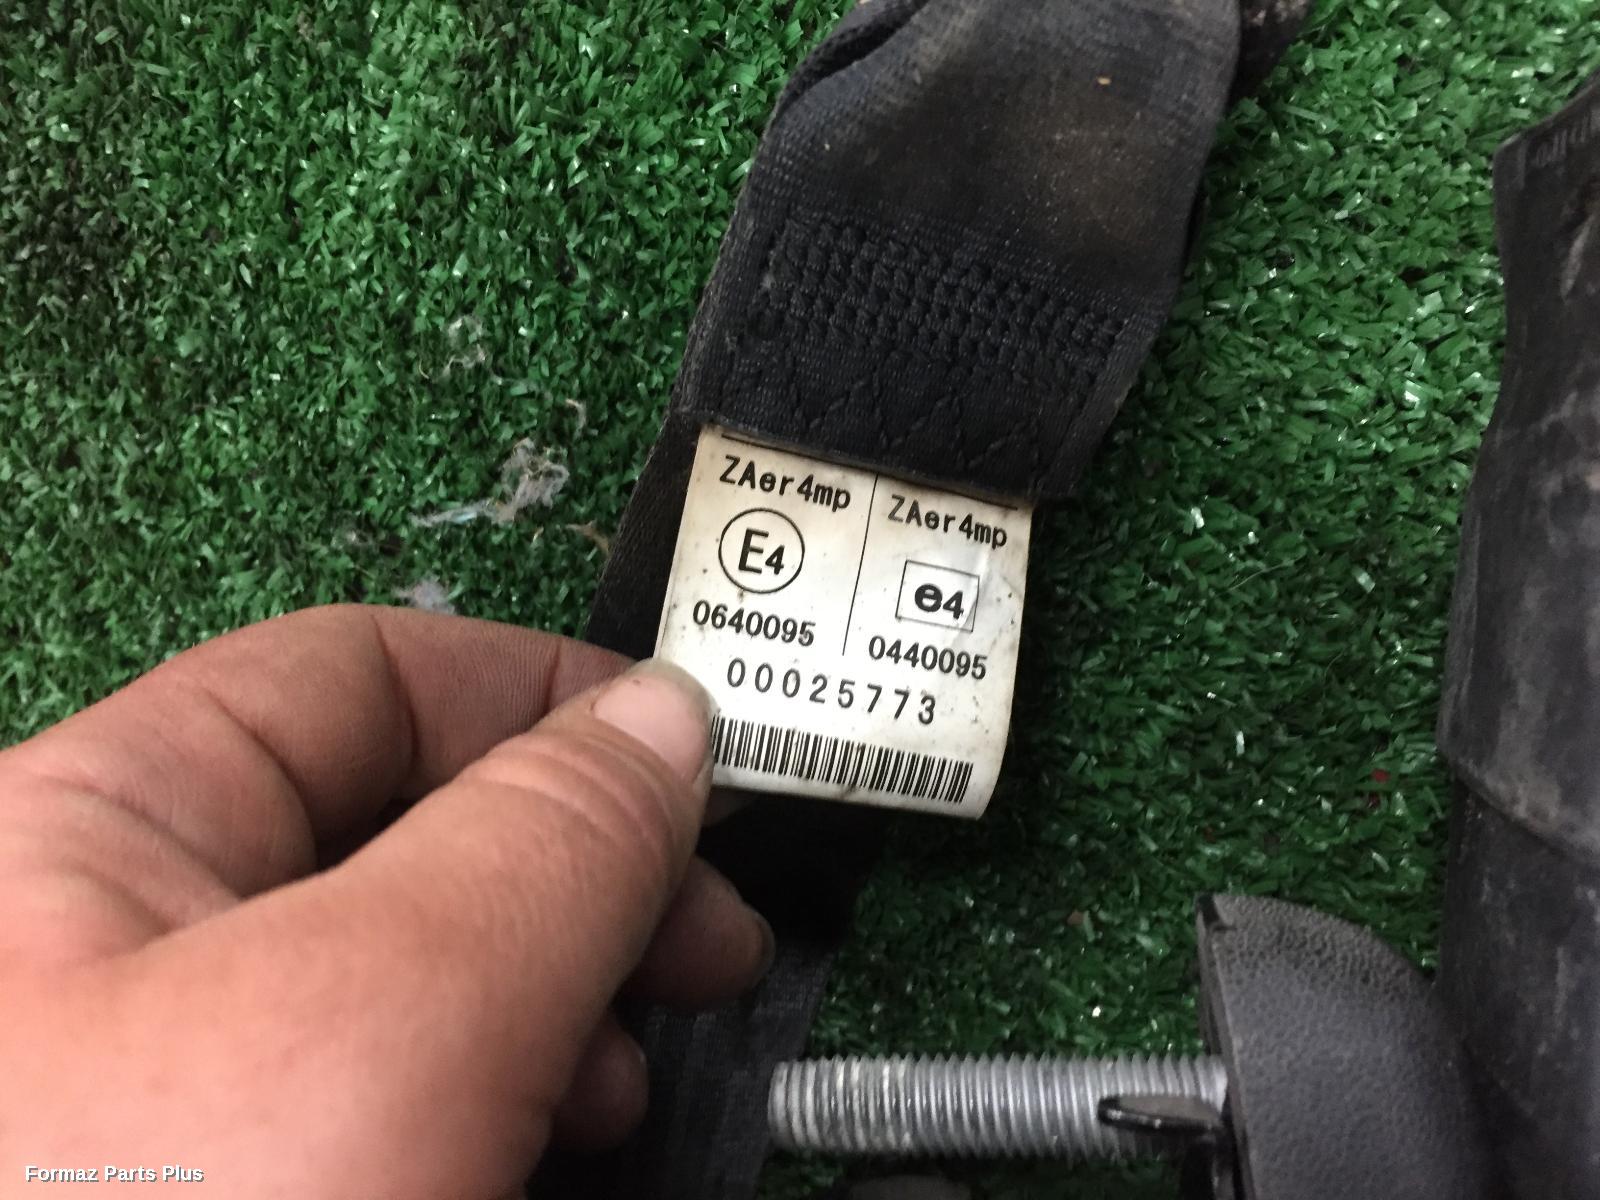 ZAer4mp ZAer4mp
E4 e4
0640095 0440095
00025773
Formaz Parts Plus